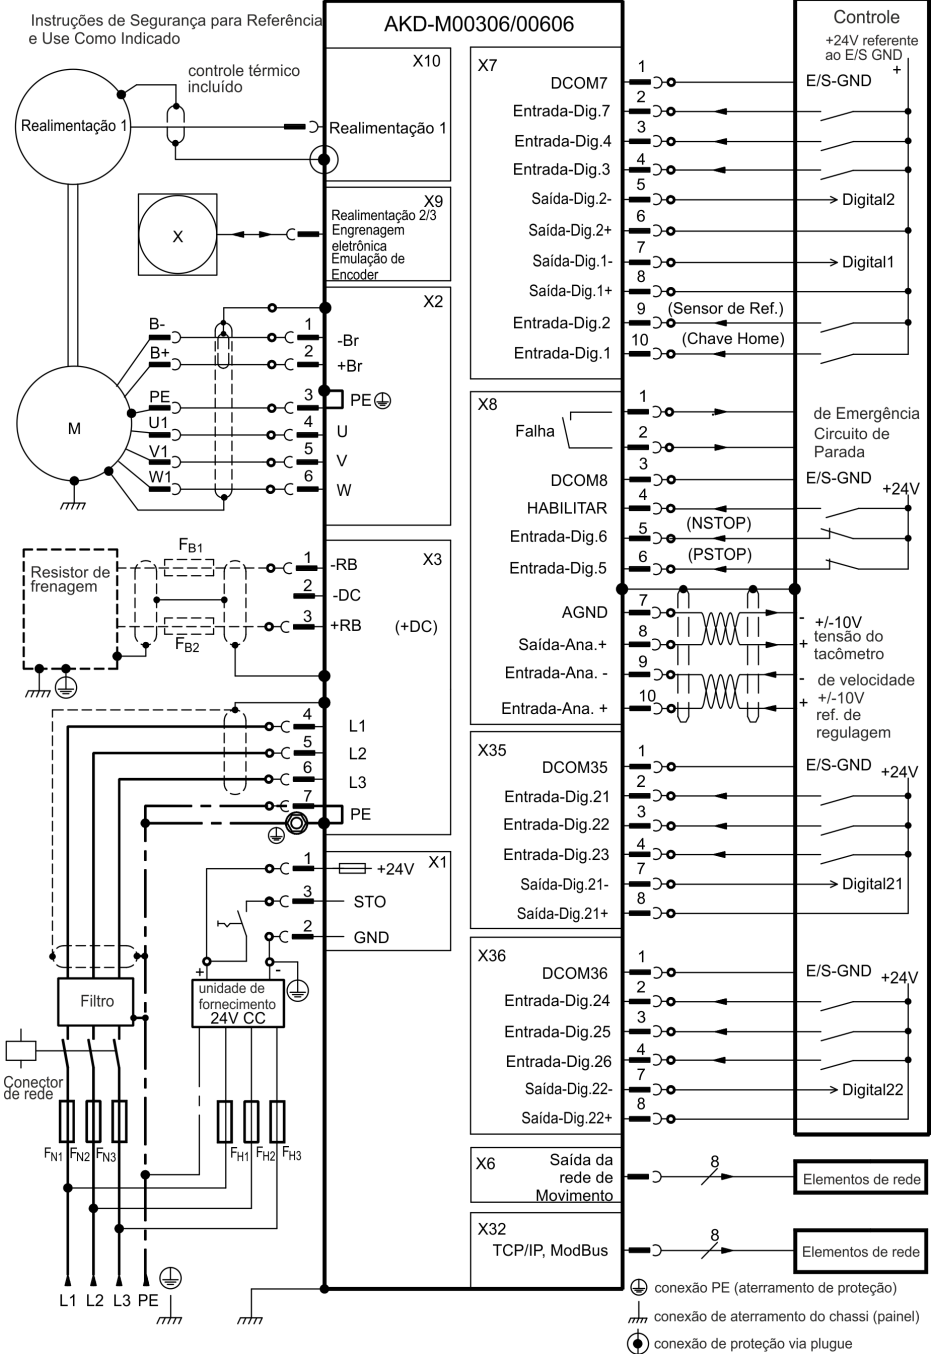 Instruções de Segurança para Referência
e Use Como Indicado
AKD-M00306/00606
Controle
+24V referente
ao E/S GND
+
controle térmico
incluído
Realimentação 1
X10
Realimentação 1
X
X9
Realimentação 2/3
Engrenagem
eletrônica
Emulação de
Encoder
X2
B-
1
-Br
B+
2
+Br
PE
3
PE
M
U1
4
U
V1
5
V
W1
6
W
X3
Resistor de
frenagem
FB1
FB2
1
-RB
2
-DC
3
+RB
(+DC)
4
L1
5
L2
6
L3
7
PE
X1
1
+24V
3
STO
2
GND
+
-
unidade de
fornecimento
24V CC
Filtro
Conector
de rede
FN1
FN2
FN3
FH1
FH2
FH3
L1
L2
L3
PE
X7
DCOM7
1
E/S-GND
Entrada-Dig.7
2
Entrada-Dig.4
3
Entrada-Dig.3
4
Saída-Dig.2-
5
Digital2
Saída-Dig.2+
6
Saída-Dig.1-
7
Digital1
Saída-Dig.1+
8
Entrada-Dig.2
9
(Sensor de Ref.)
Entrada-Dig.1
10
(Chave Home)
X8
Falha
1
2
de Emergência
Circuito de
Parada
DCOM8
3
E/S-GND
+24V
HABILITAR
4
Entrada-Dig.6
5
(NSTOP)
Entrada-Dig.5
6
(PSTOP)
AGND
7
-
Saída-Ana.+
8
+
+/-10V
tensão do
tacômetro
Entrada-Ana. -
9
-
Entrada-Ana. +
10
+
de velocidade
+/-10V
ref. de
regulagem
X35
DCOM35
1
E/S-GND
+24V
Entrada-Dig.21
2
Entrada-Dig.22
3
Entrada-Dig.23
4
Saída-Dig.21-
7
Digital21
Saída-Dig.21+
8
X36
DCOM36
1
E/S-GND
+24V
Entrada-Dig.24
2
Entrada-Dig.25
3
Entrada-Dig.26
4
Saída-Dig.22-
7
Digital22
Saída-Dig.22+
8
X6
Saída da
rede de
Movimento
8
Elementos de rede
X32
TCP/IP, ModBus
8
Elementos de rede
conexão PE (aterramento de proteção)
conexão de aterramento do chassi (painel)
conexão de proteção via plugue